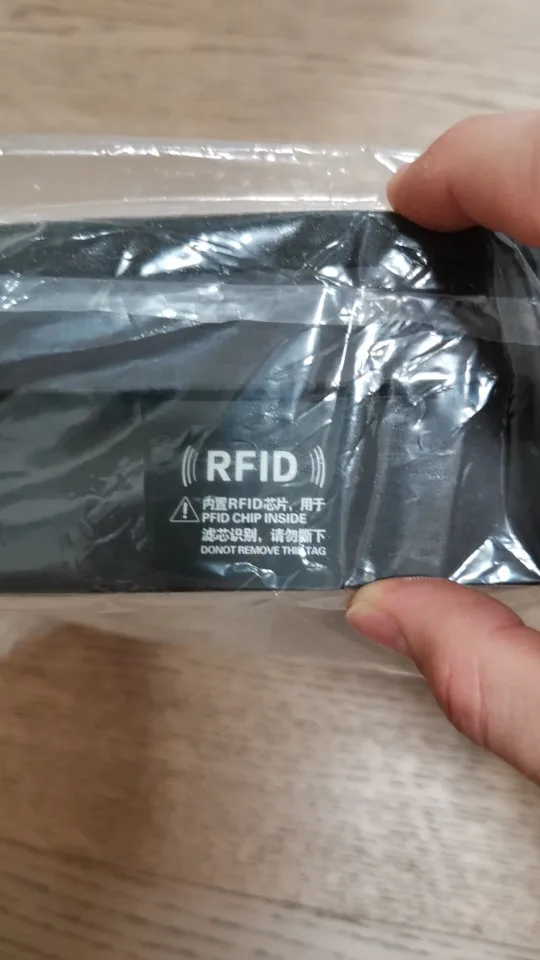 RFID
内置RFID芯片，用于
PFID CHIP INSIDE
滤芯识别，请勿撕下
DONOT REMOVE THIS TAG